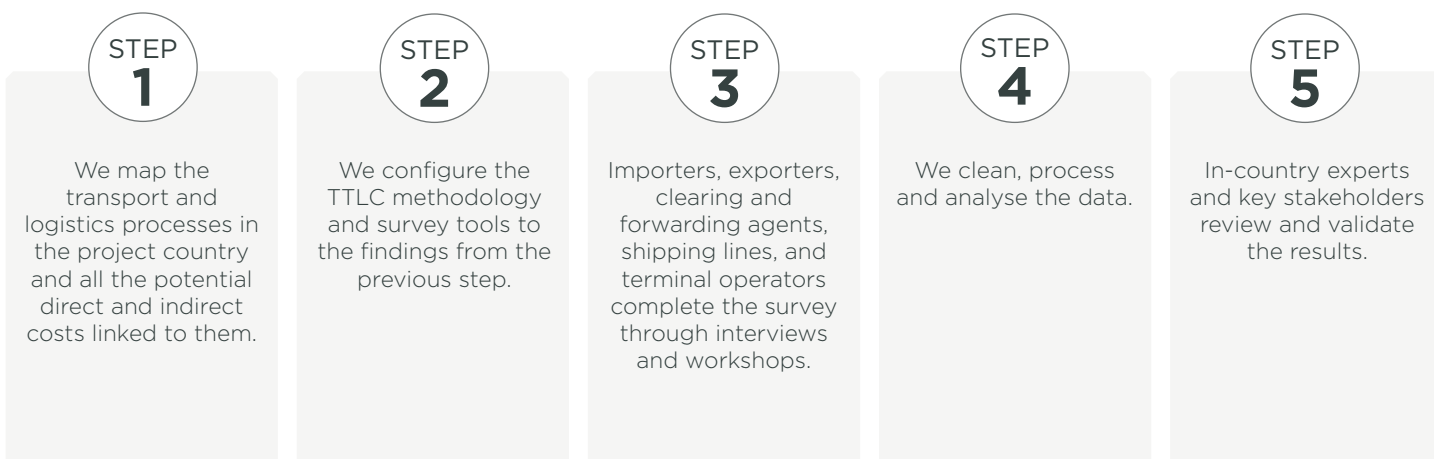 STEP
1
We map the
transport and
logistics processes in
the project country
and all the potential
direct and indirect
costs linked to them.
STEP
2
We configure the
TTLC methodology
and survey tools to
the findings from the
previous step.
STEP
3
Importers, exporters,
clearing and
forwarding agents,
shipping lines, and
terminal operators
complete the survey
through interviews
and workshops.
STEP
4
We clean, process
and analyse the data.
STEP
5
In-country experts
and key stakeholders
review and validate
the results.